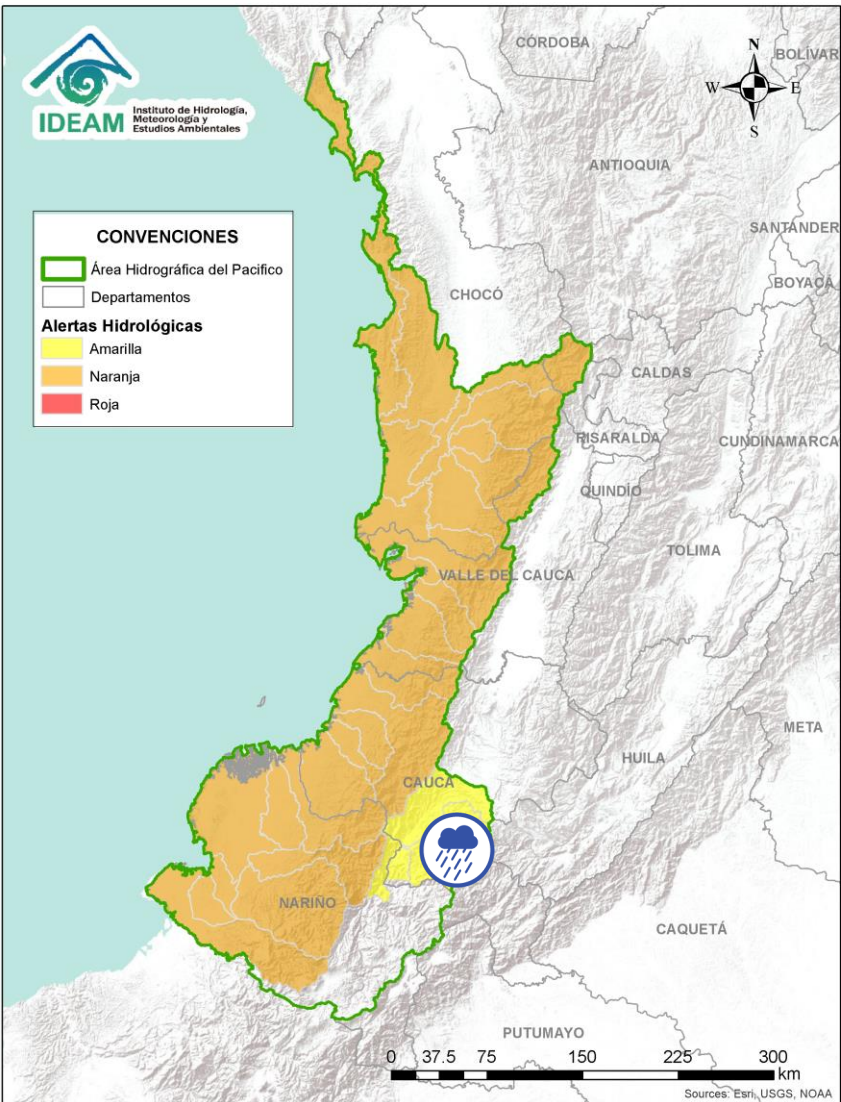 IDEAM
Instituto de Hidrología,
Meteorología y
Estudios Ambientales
CONVENCIONES
Área Hidrográfica del Pacifico
Departamentos
Alertas Hidrológicas
Amarilla
Naranja
Roja
N
W
E
S
CÓRDOBA
BOLÍVAR
ANTIOQUIA
SANTANDER
BOYACÁ
CHOCÓ
CALDAS
RISARALDA
CUNDINAMARCA
QUINDÍO
TOLIMA
VALLE DEL CAUCA
META
HUILA
CAUCA
NARIÑO
CAQUETÁ
PUTUMAYO
0 37.5 75 150 225 300
km
Sources: Esri, USGS, NOAA